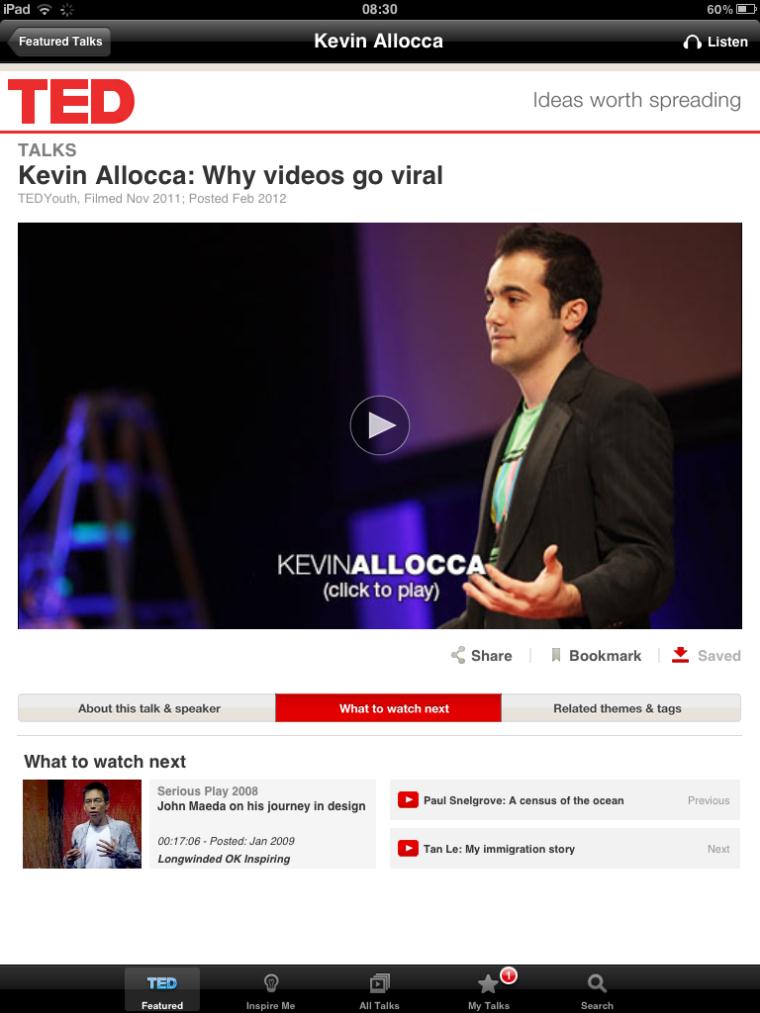 iPad 08:30 60%
Featured Talks Kevin Allocca Listen
TED Ideas worth spreading
TALKS
Kevin Allocca: Why videos go viral
TEDYouth, Filmed Nov 2011; Posted Feb 2012
KEVINALLOCCA
(click to play)
Share Bookmark Saved
About this talk & speaker What to watch next Related themes & tags
What to watch next
Serious Play 2008
John Maeda on his journey in design
00:17:06 - Posted: Jan 2009
Longwinded OK Inspiring
Paul Snelgrove: A census of the ocean Previous
Tan Le: My immigration story Next
TED 1
Featured Inspire Me All Talks My Talks Search